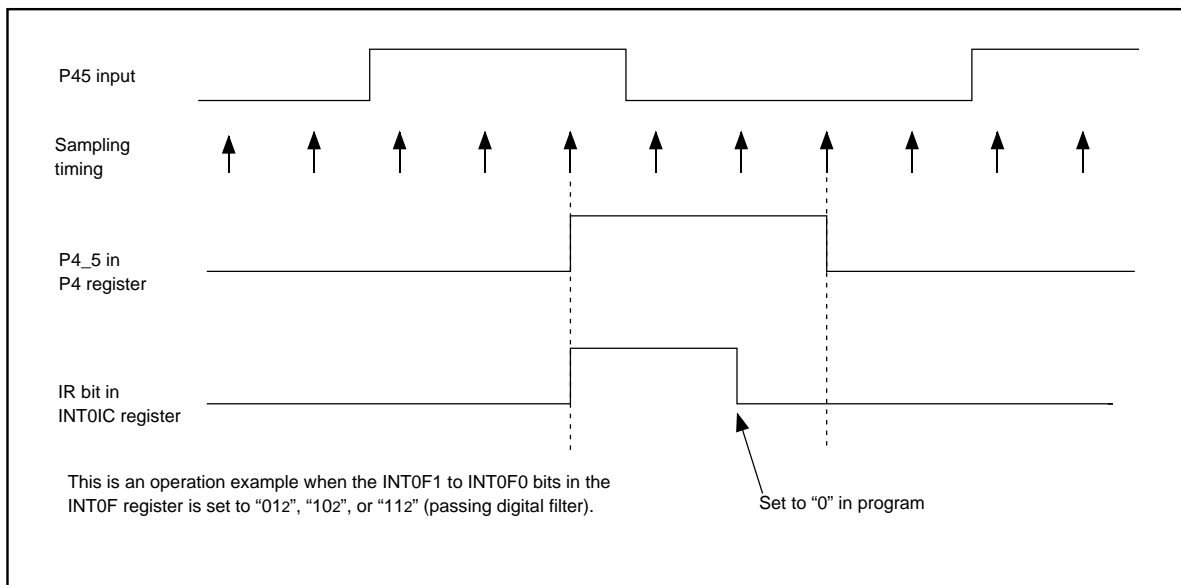 P45 input
Sampling
timing
P4_5 in
P4 register
IR bit in
INT0IC register
This is an operation example when the INT0F1 to INT0F0 bits in the
INT0F register is set to “012”, “102”, or “112” (passing digital filter).
Set to “0” in program